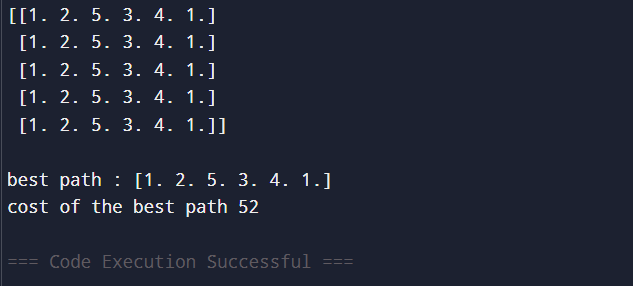 [[1. 2. 5. 3. 4. 1.]
 [1. 2. 5. 3. 4. 1.]
 [1. 2. 5. 3. 4. 1.]
 [1. 2. 5. 3. 4. 1.]
 [1. 2. 5. 3. 4. 1.]]
best path : [1. 2. 5. 3. 4. 1.]
cost of the best path 52
=== Code Execution Successful ===